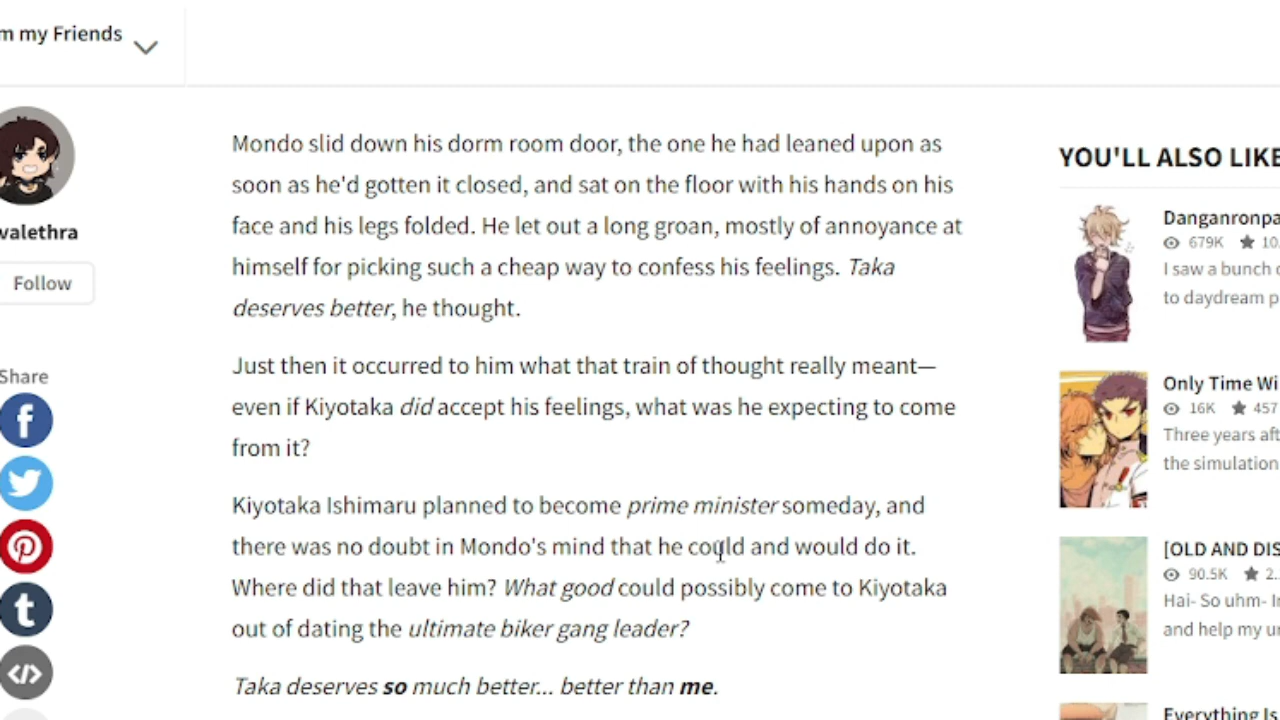 m my Friends
valethra
Follow
Share
Mondo slid down his dorm room door, the one he had leaned upon as
soon as he'd gotten it closed, and sat on the floor with his hands on his
face and his legs folded. He let out a long groan, mostly of annoyance at
himself for picking such a cheap way to confess his feelings. Taka
deserves better, he thought.
Just then it occurred to him what that train of thought really meant—
even if Kiyotaka did accept his feelings, what was he expecting to come
from it?
Kiyotaka Ishimaru planned to become prime minister someday, and
there was no doubt in Mondo's mind that he could and would do it.
Where did that leave him? What good could possibly come to Kiyotaka
out of dating the ultimate biker gang leader?
Taka deserves so much better... better than me.
YOU'LL ALSO LIKE
Danganronpa
679K 10.
I saw a bunch
to daydream p
Only Time Wi
16K 457
Three years aft
the simulation
[OLD AND DIS
90.5K 2..
Hai- So uhm- I
and help my u
Everything Is